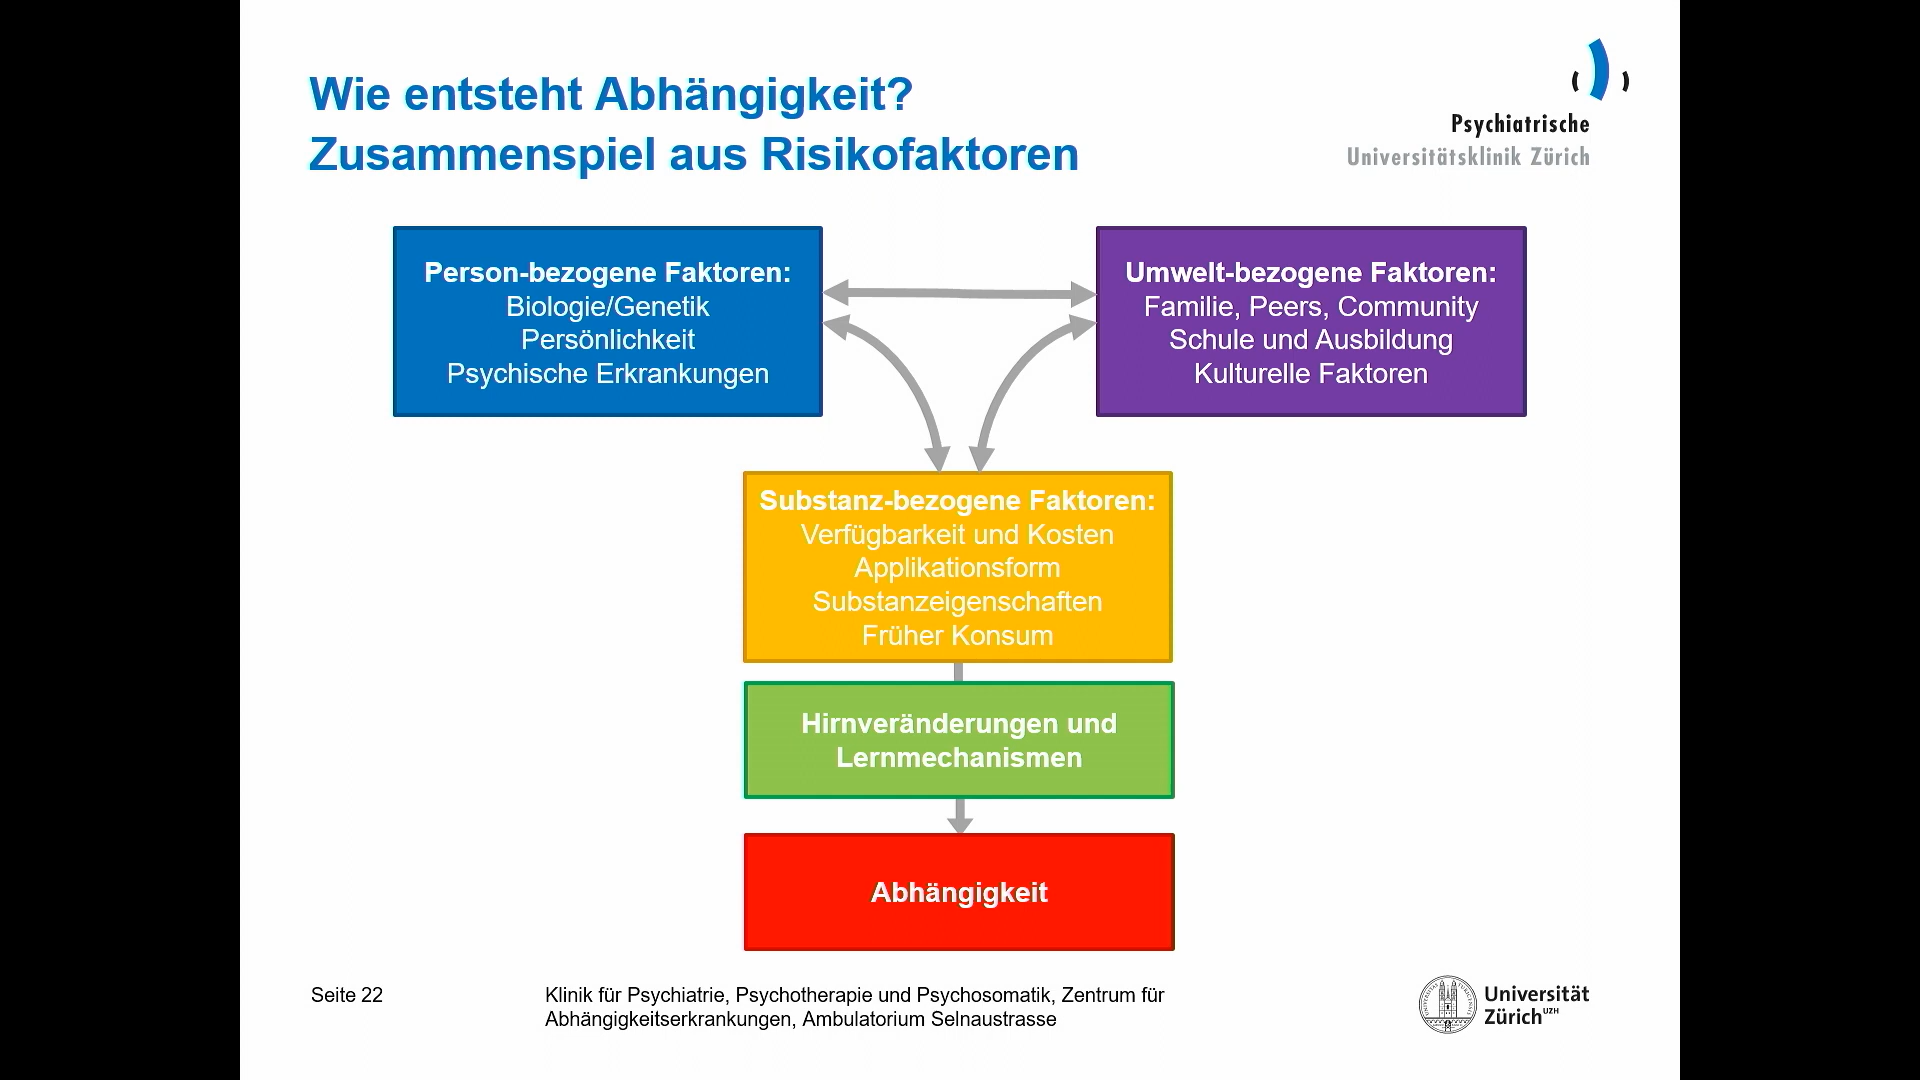 Wie entsteht Abhängigkeit?
Zusammenspiel aus Risikofaktoren
Psychiatrische
Universitätsklinik Zürich
Person-bezogene Faktoren:
Biologie/Genetik
Persönlichkeit
Psychische Erkrankungen
Umwelt-bezogene Faktoren:
Familie, Peers, Community
Schule und Ausbildung
Kulturelle Faktoren
Substanz-bezogene Faktoren:
Verfügbarkeit und Kosten
Applikationsform
Substanzeigenschaften
Früher Konsum
Hirnveränderungen und
Lernmechanismen
Abhängigkeit
Seite 22
Klinik für Psychiatrie, Psychotherapie und Psychosomatik, Zentrum für
Abhängigkeitserkrankungen, Ambulatorium Selnaustrasse
Universität
Zürich UZH